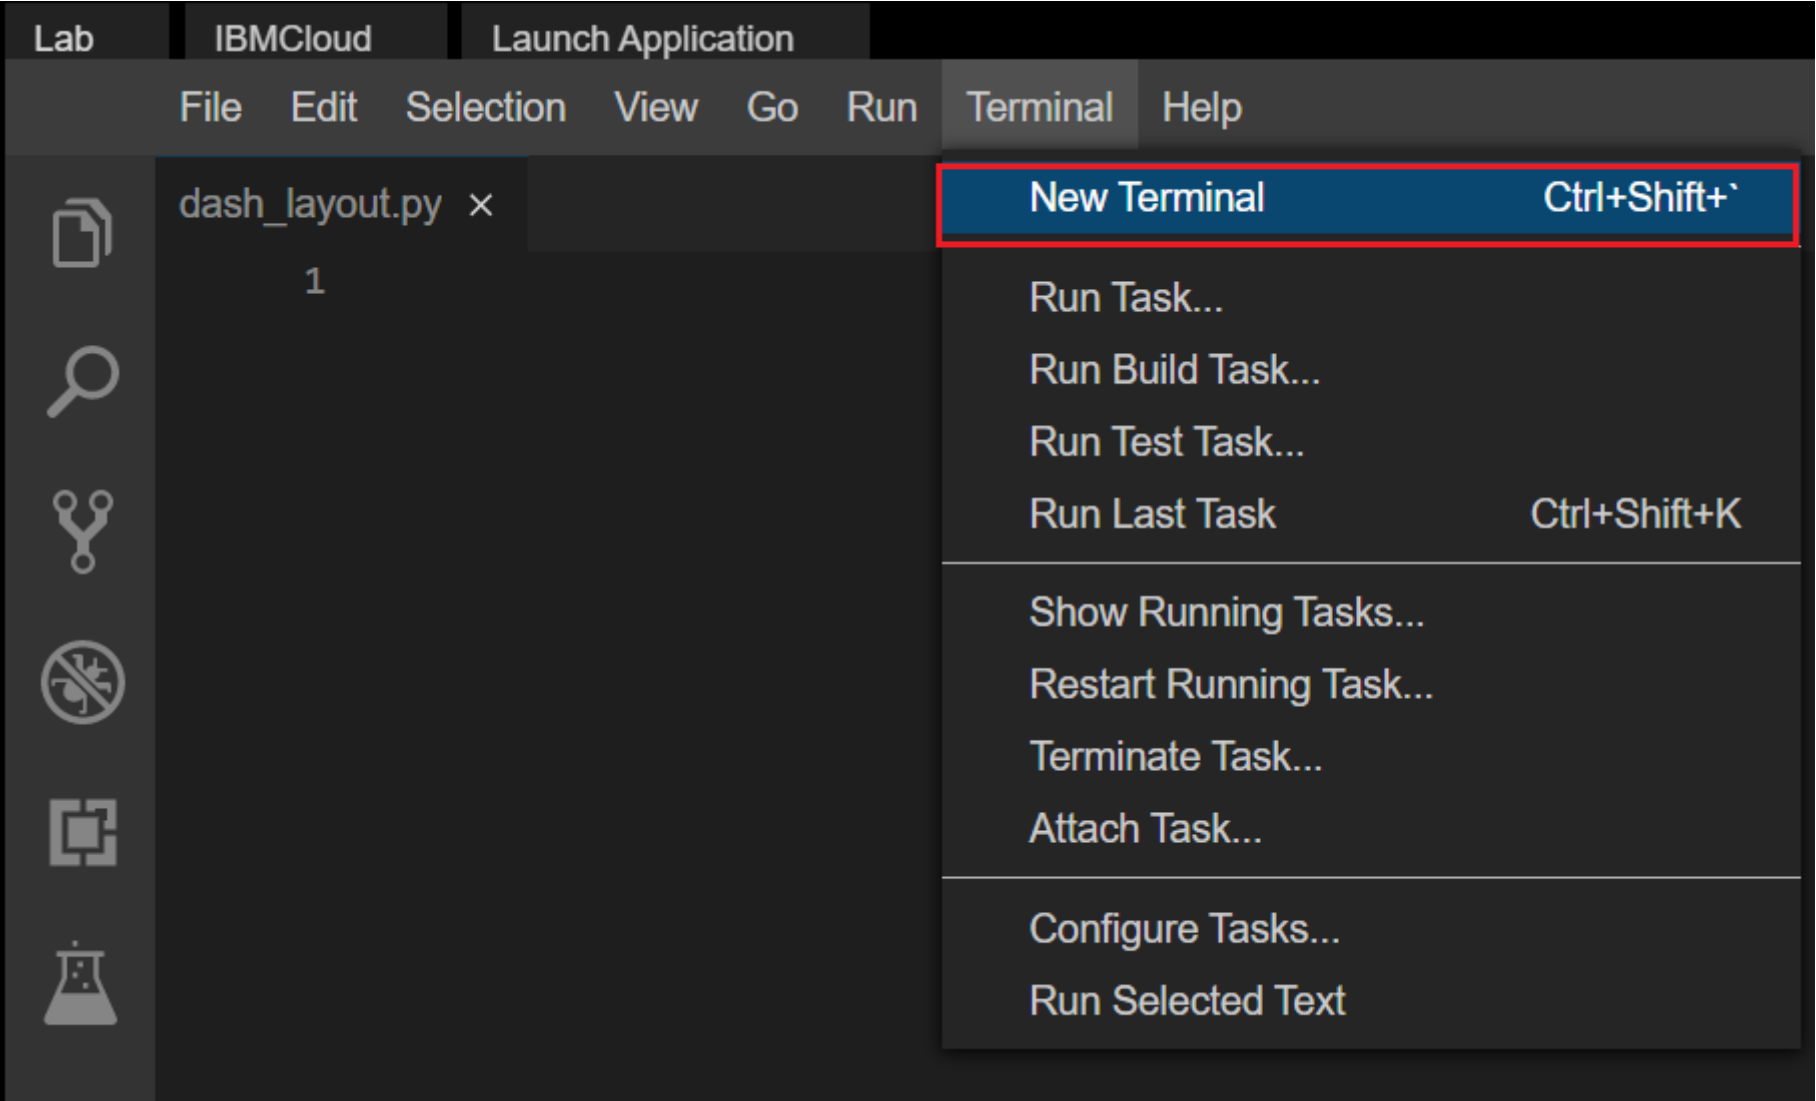 Lab IBMCloud Launch Application
File Edit Selection View Go Run Terminal Help
dash_layout.py ×
1
New Terminal Ctrl+Shift+`
Run Task...
Run Build Task...
Run Test Task...
Run Last Task Ctrl+Shift+K
Show Running Tasks...
Restart Running Task...
Terminate Task...
Attach Task...
Configure Tasks...
Run Selected Text